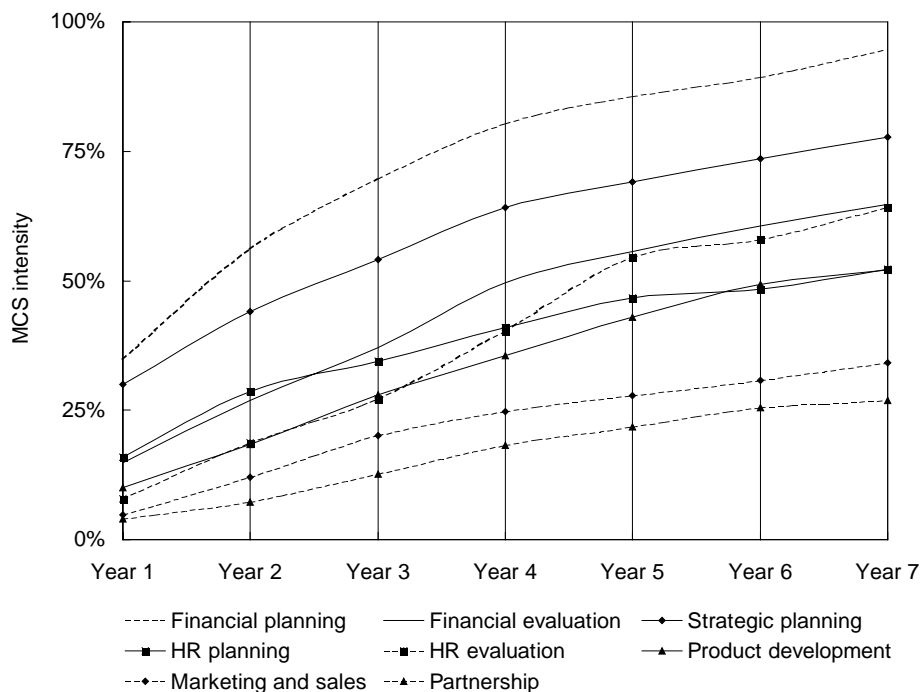 100%
75%
50%
25%
0%
MCS intensity
Year 1 Year 2 Year 3 Year 4 Year 5 Year 6 Year 7
Financial planning Financial evaluation Strategic planning
HR planning HR evaluation Product development
Marketing and sales Partnership